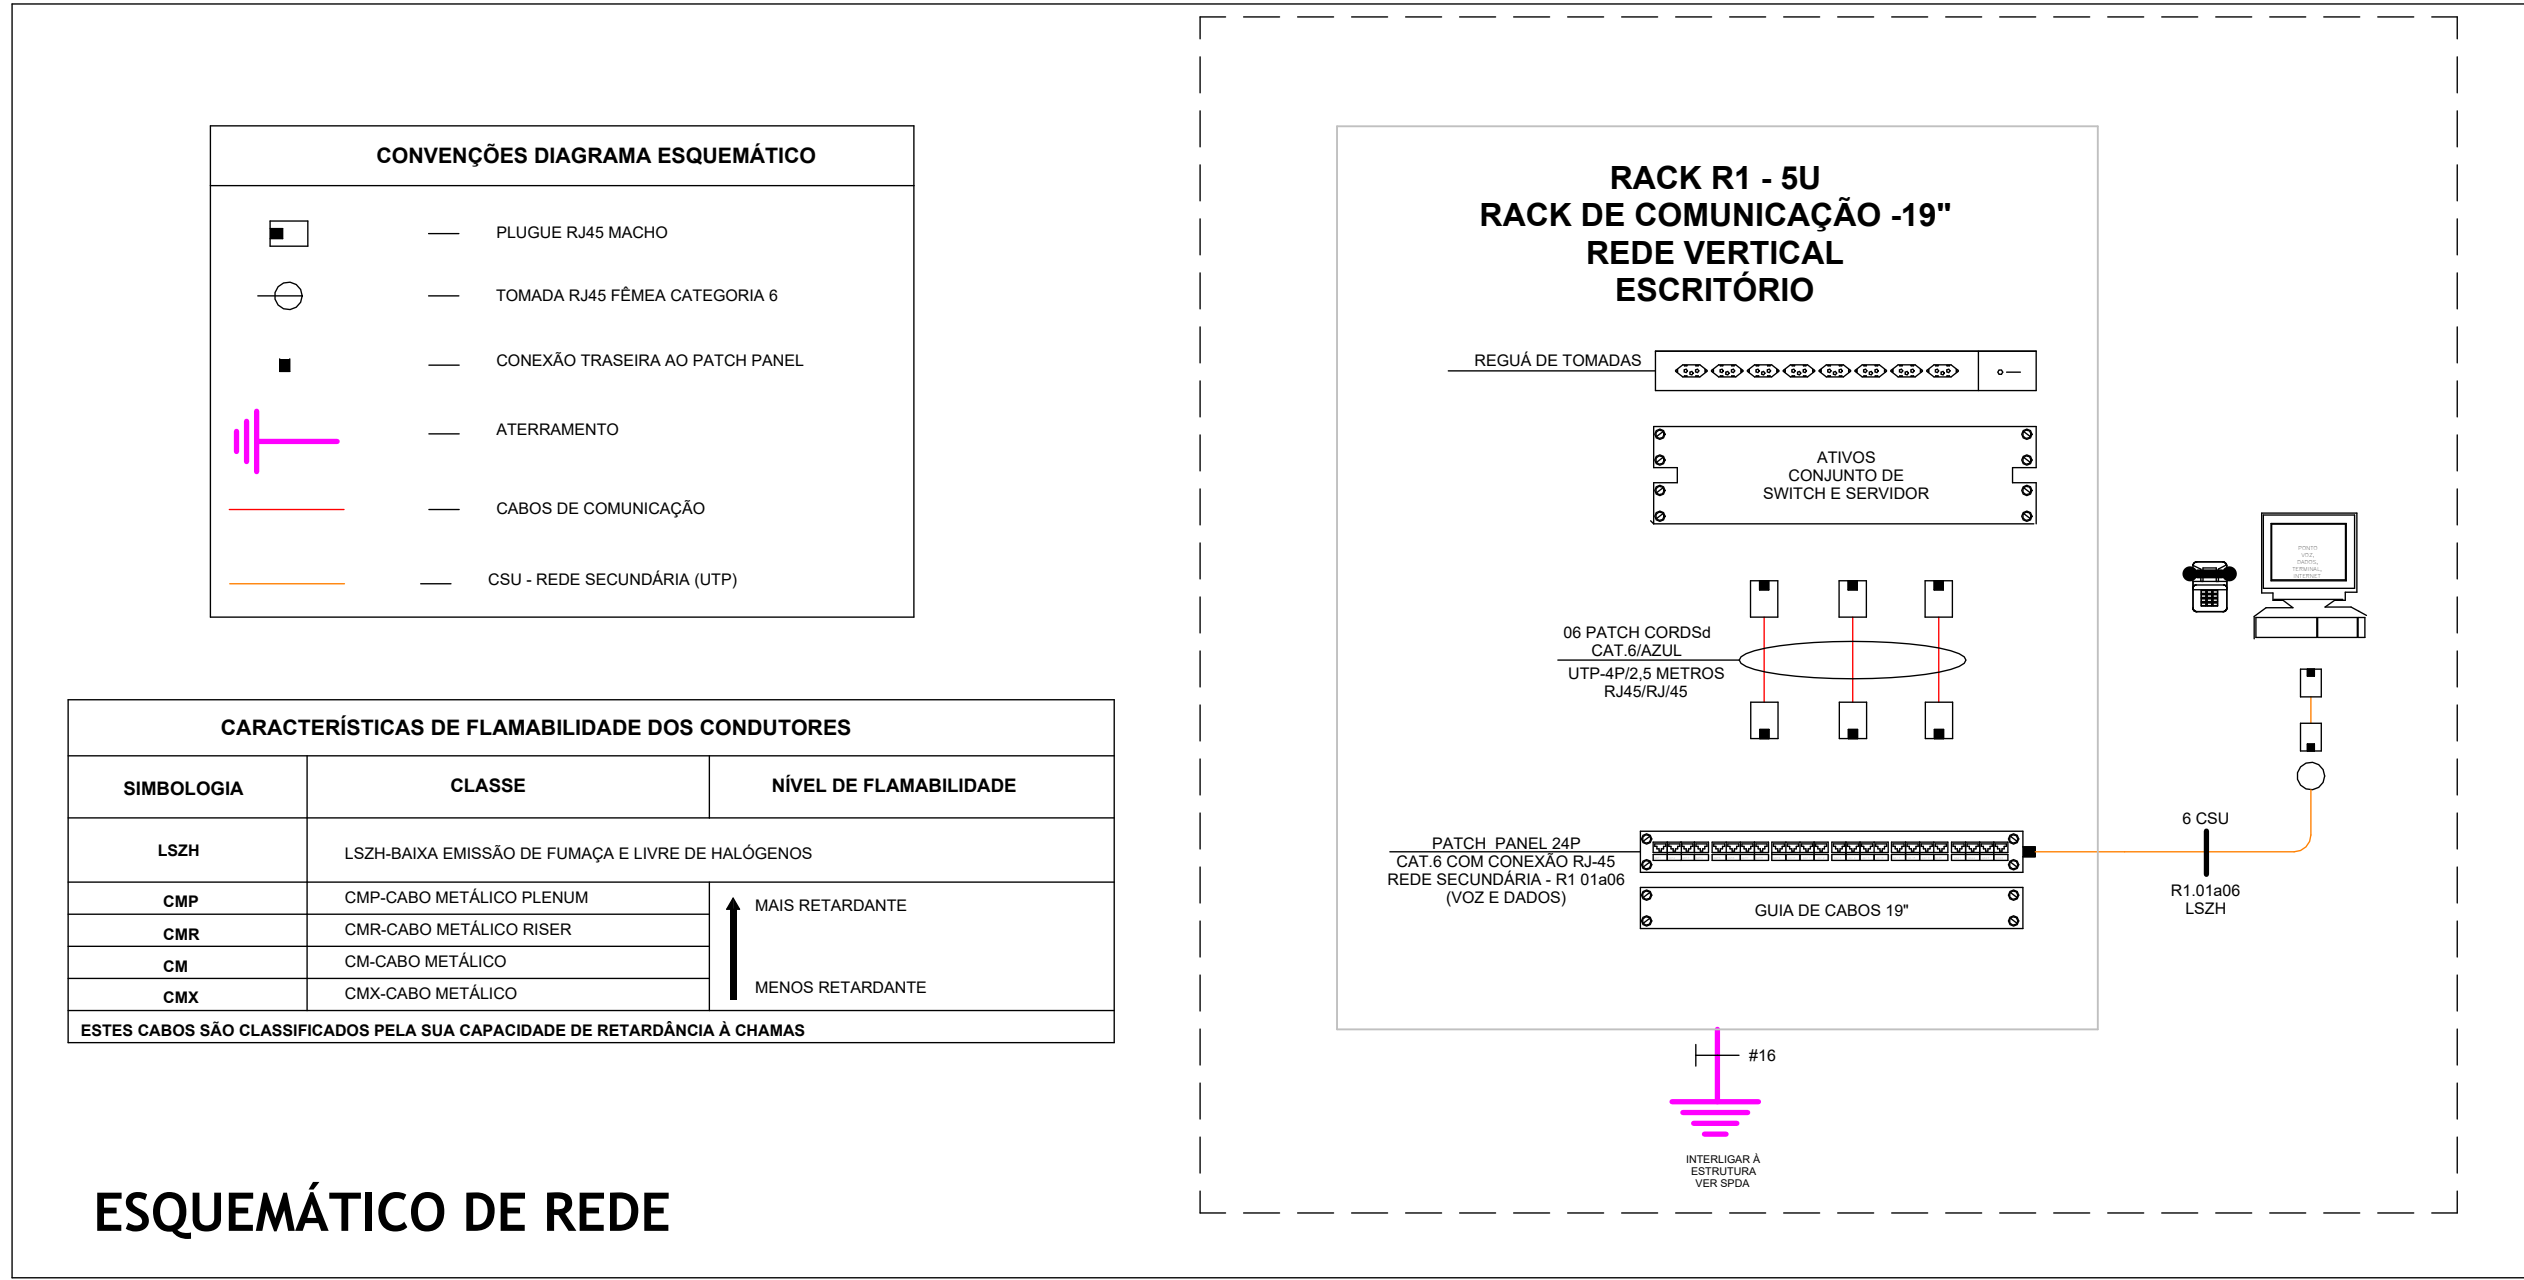 CONVENÇÕES DIAGRAMA ESQUEMÁTICO
PLUGUE RJ45 MACHO
TOMADA RJ45 FÊMEA CATEGORIA 6
CONEXÃO TRASEIRA AO PATCH PANEL
ATERRAMENTO
CABOS DE COMUNICAÇÃO
CSU - REDE SECUNDÁRIA (UTP)
CARACTERÍSTICAS DE FLAMABILIDADE DOS CONDUTORES
SIMBOLOGIA CLASSE NÍVEL DE FLAMABILIDADE
LSZH LSZH-BAIXA EMISSÃO DE FUMAÇA E LIVRE DE HALÓGENOS
CMP CMP-CABO METÁLICO PLENUM MAIS RETARDANTE
CMR CMR-CABO METÁLICO RISER
CM CM-CABO METÁLICO
CMX CMX-CABO METÁLICO MENOS RETARDANTE
ESTES CABOS SÃO CLASSIFICADOS PELA SUA CAPACIDADE DE RETARDÂNCIA À CHAMAS
ESQUEMÁTICO DE REDE
RACK R1 - 5U
RACK DE COMUNICAÇÃO -19"
REDE VERTICAL
ESCRITÓRIO
REGUÁ DE TOMADAS
ATIVOS
CONJUNTO DE
SWITCH E SERVIDOR
06 PATCH CORDSd
CAT.6/AZUL
UTP-4P/2,5 METROS
RJ45/RJ/45
PATCH PANEL 24P
CAT.6 COM CONEXÃO RJ-45
REDE SECUNDÁRIA - R1 01a06
(VOZ E DADOS)
GUIA DE CABOS 19"
PONTO
VOZ,
DADOS,
TERMINAL,
INTERNET
6 CSU
R1.01a06
LSZH
#16
INTERLIGAR À
ESTRUTURA
VER SPDA